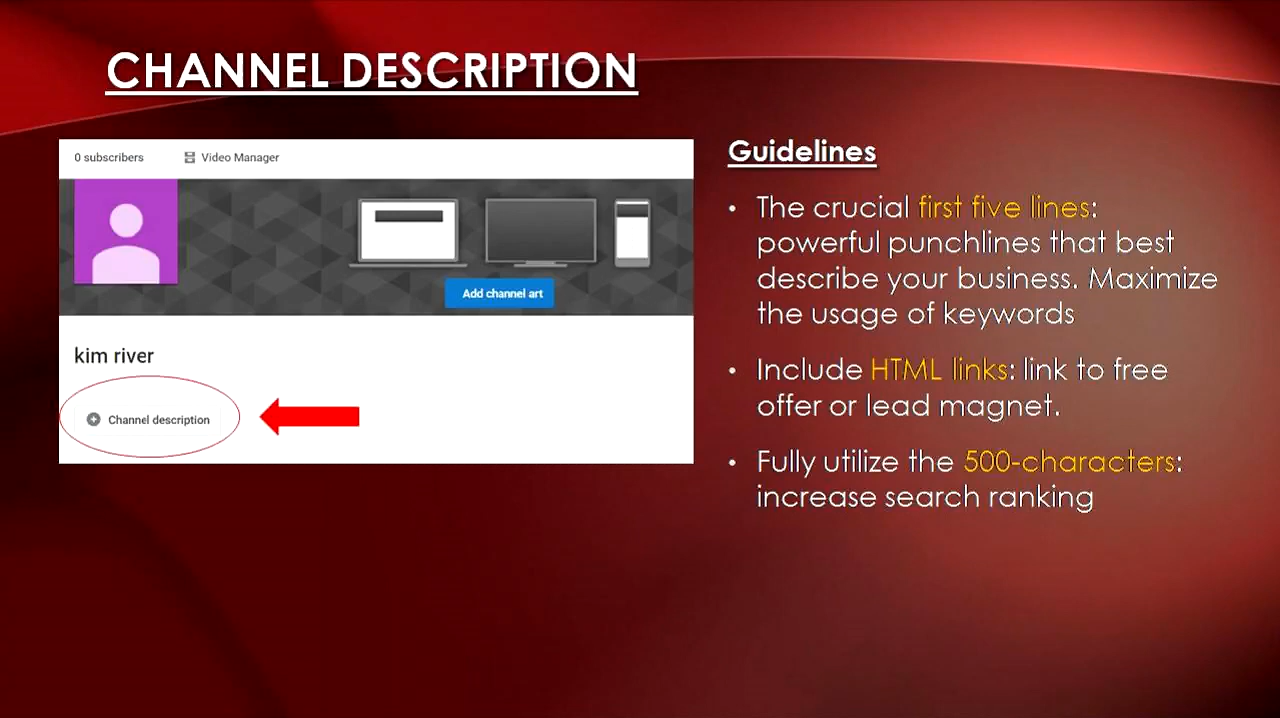 CHANNEL DESCRIPTION
0 subscribers Video Manager
Add channel art
kim river
Channel description
Guidelines
• The crucial first five lines:
powerful punchlines that best
describe your business. Maximize
the usage of keywords
• Include HTML links: link to free
offer or lead magnet.
• Fully utilize the 500-characters:
increase search ranking